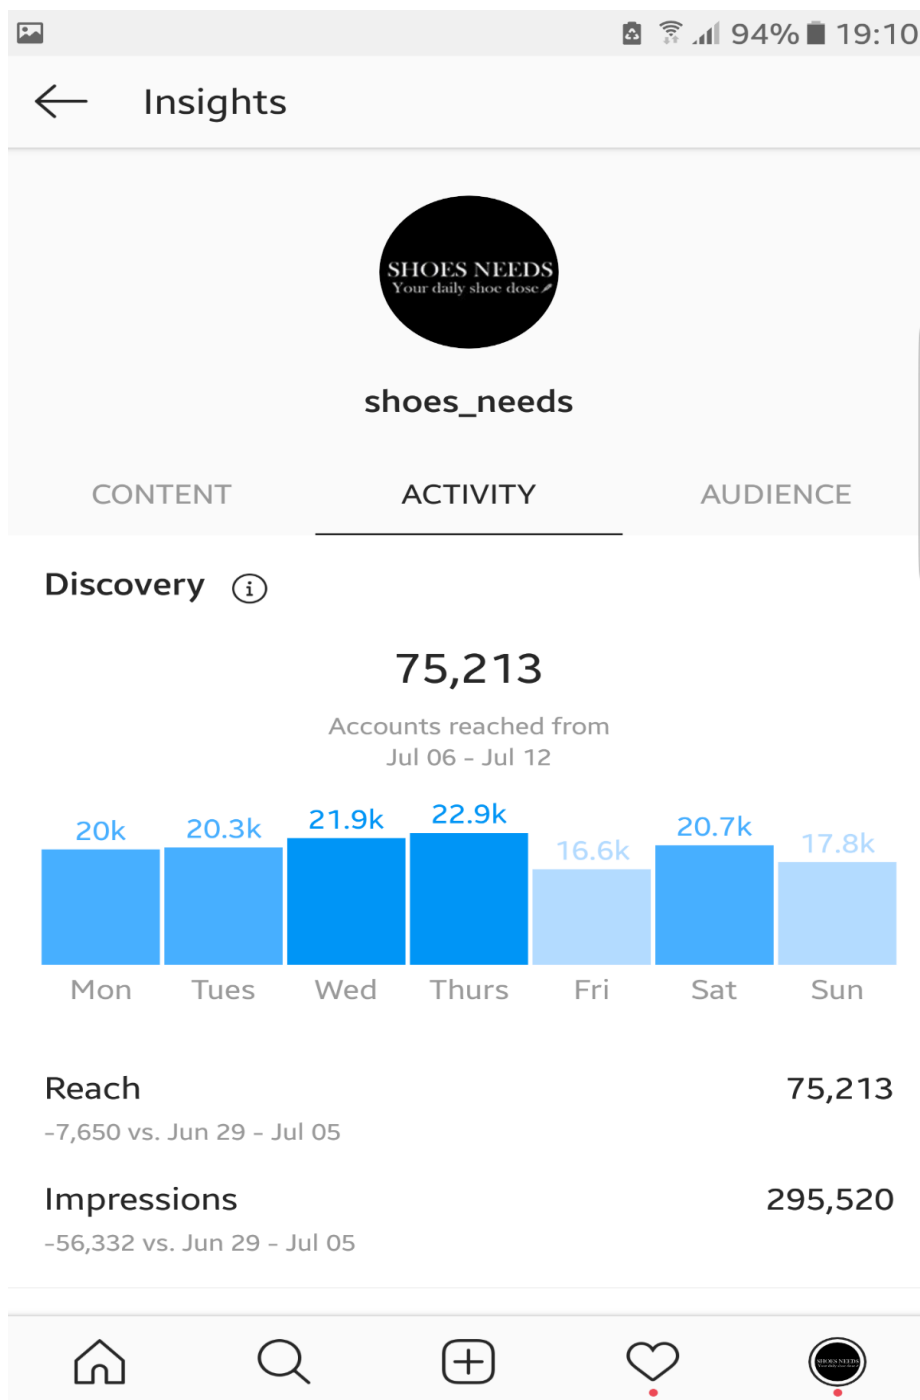 94% 19:10
Insights
SHOES NEEDS
Your daily shoe dose
shoes_needs
CONTENT ACTIVITY AUDIENCE
Discovery
75,213
Accounts reached from
Jul 06 - Jul 12
20k 20.3k 21.9k 22.9k 16.6k 20.7k 17.8k
Mon Tues Wed Thurs Fri Sat Sun
Reach 75,213
-7,650 vs. Jun 29 - Jul 05
Impressions 295,520
-56,332 vs. Jun 29 - Jul 05
SHOES NEEDS